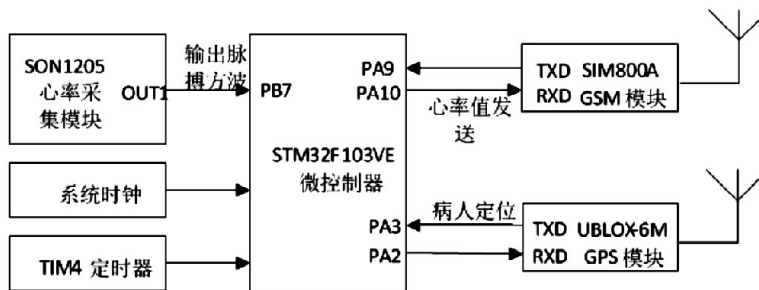 SON1205
心率采
集模块
OUT1
输出脉
搏方波
PB7
STM32F103VE
微控制器
PA9
PA10
心率值发
送
TXD SIM800A
RXD GSM 模块
系统时钟
TIM4 定时器
PA3
PA2
病人定位
TXD UBLOX-6M
RXD GPS 模块